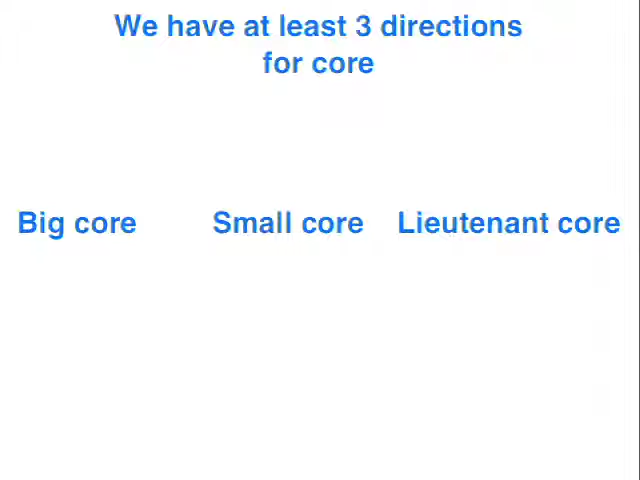 We have at least 3 directions
for core
Big core
Small core
Lieutenant core